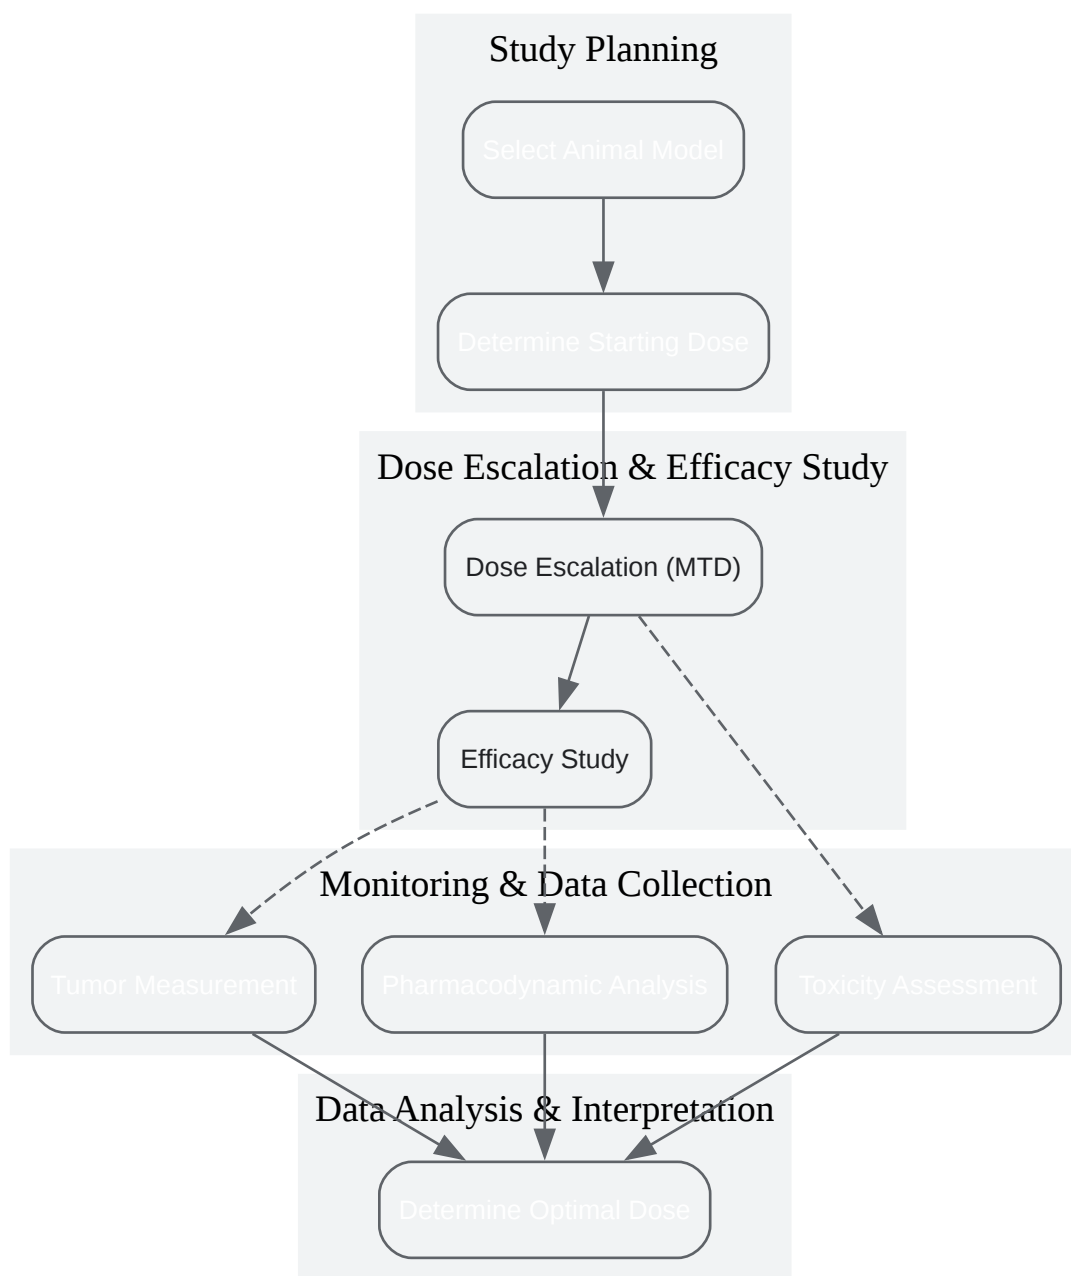 Study Planning
Select Animal Model
Determine Starting Dose
Dose Escalation & Efficacy Study
Dose Escalation (MTD)
Efficacy Study
Monitoring & Data Collection
Tumor Measurement
Pharmacodynamic Analysis
Toxicity Assessment
Data Analysis & Interpretation
Determine Optimal Dose